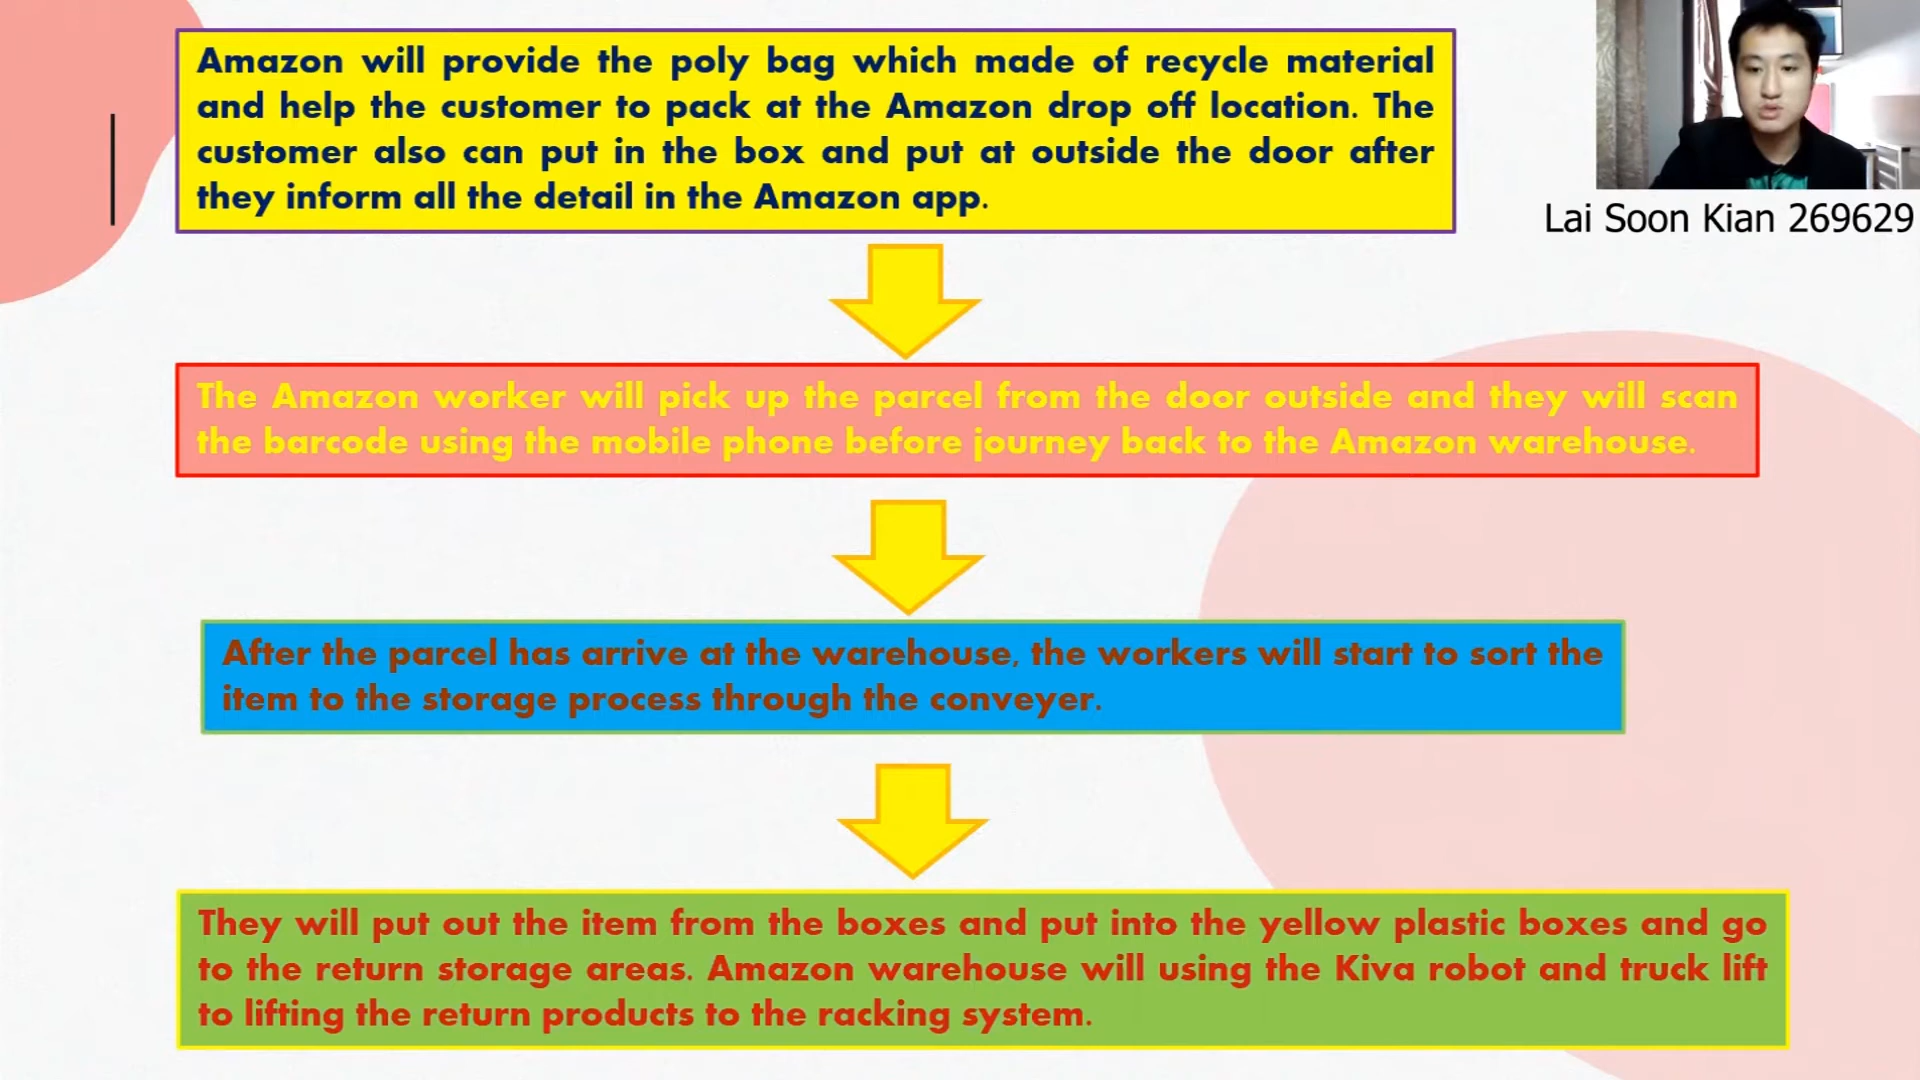 Amazon will provide the poly bag which made of recycle material
and help the customer to pack at the Amazon drop off location. The
customer also can put in the box and put at outside the door after
they inform all the detail in the Amazon app.
Lai Soon Kian 269629
The Amazon worker will pick up the parcel from the door outside and they will scan
the barcode using the mobile phone before journey back to the Amazon warehouse.
After the parcel has arrive at the warehouse, the workers will start to sort the
item to the storage process through the conveyer.
They will put out the item from the boxes and put into the yellow plastic boxes and go
to the return storage areas. Amazon warehouse will using the Kiva robot and truck lift
to lifting the return products to the racking system.